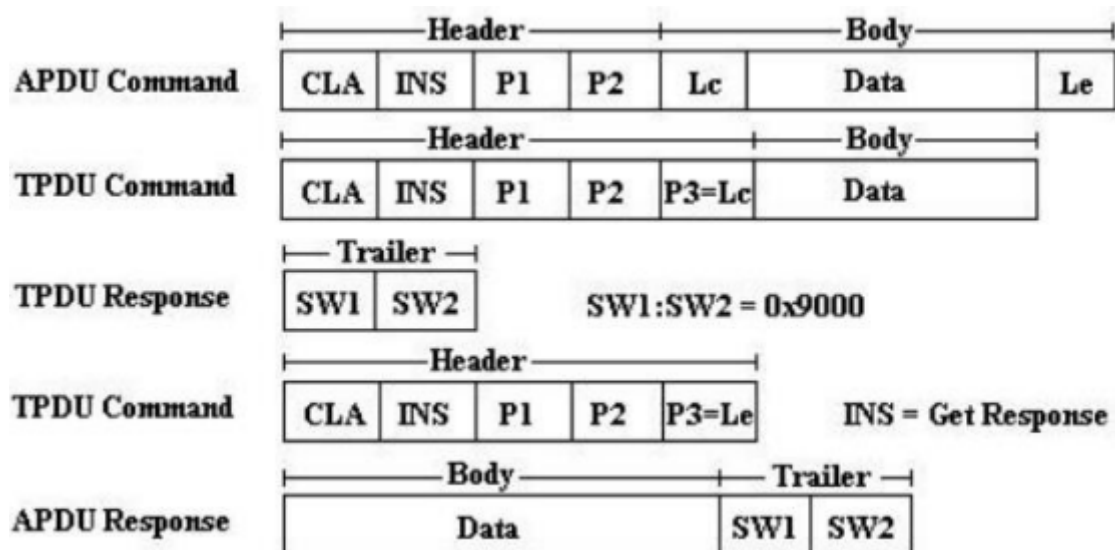 Header Body
APDU Command CLA INS P1 P2 Lc Data Le
Header Body
TPDU Command CLA INS P1 P2 P3=Lc Data
Trailer
TPDU Response SW1 SW2 SW1:SW2 = 0x9000
Header
TPDU Command CLA INS P1 P2 P3=Le INS = Get Response
Body Trailer
APDU Response Data SW1 SW2